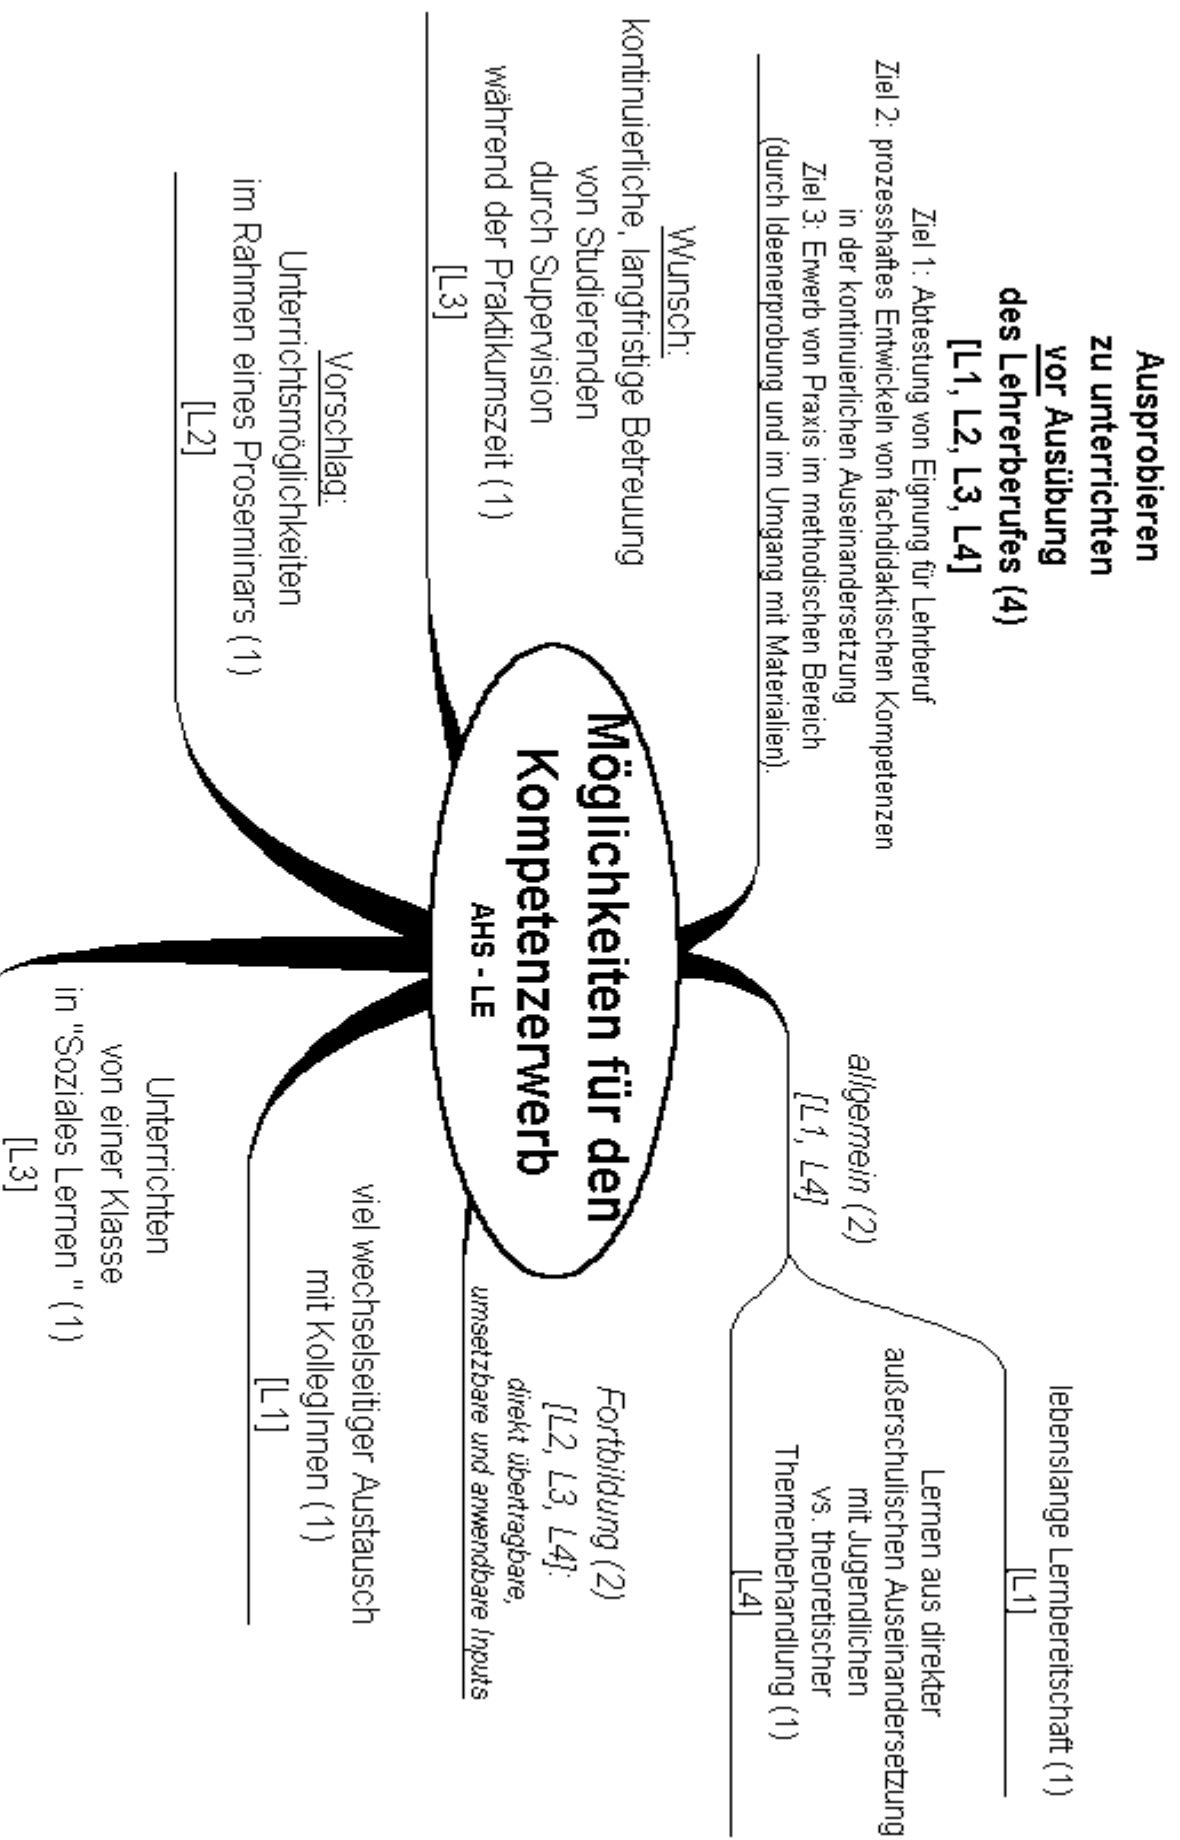 Ausprobieren
zu unterrichten
vor Ausübung
des Lehrerberufes (4)
[L1, L2, L3, L4]
Ziel 1: Abtestung von Eignung für Lehrberuf
Ziel 2: prozesshaftes Entwickeln von fachdidaktischen Kompetenzen
in der kontinuierlichen Auseinandersetzung
Ziel 3: Erwerb von Praxis im methodischen Bereich
(durch Ideenerprobung und im Umgang mit Materialien).
Wunsch:
kontinuierliche, langfristige Betreuung
von Studierenden
durch Supervision
während der Praktikumszeit (1)
[L3]
Vorschlag:
Unterrichtsmöglichkeiten
im Rahmen eines Proseminars (1)
[L2]
Möglichkeiten für den
Kompetenzerwerb
AHS - LE
allgemein (2)
[L1, L4]
lebenslange Lernbereitschaft (1)
[L1]
Lernen aus direkter
außerschulischen Auseinandersetzung
mit Jugendlichen
vs. theoretischer
Themenbehandlung (1)
[L4]
Fortbildung (2)
[L2, L3, L4]:
direkt übertragbare,
umsetzbare und anwendbare Inputs
viel wechselseitiger Austausch
mit KollegInnen (1)
[L1]
Unterrichten
von einer Klasse
in "Soziales Lernen " (1)
[L3]